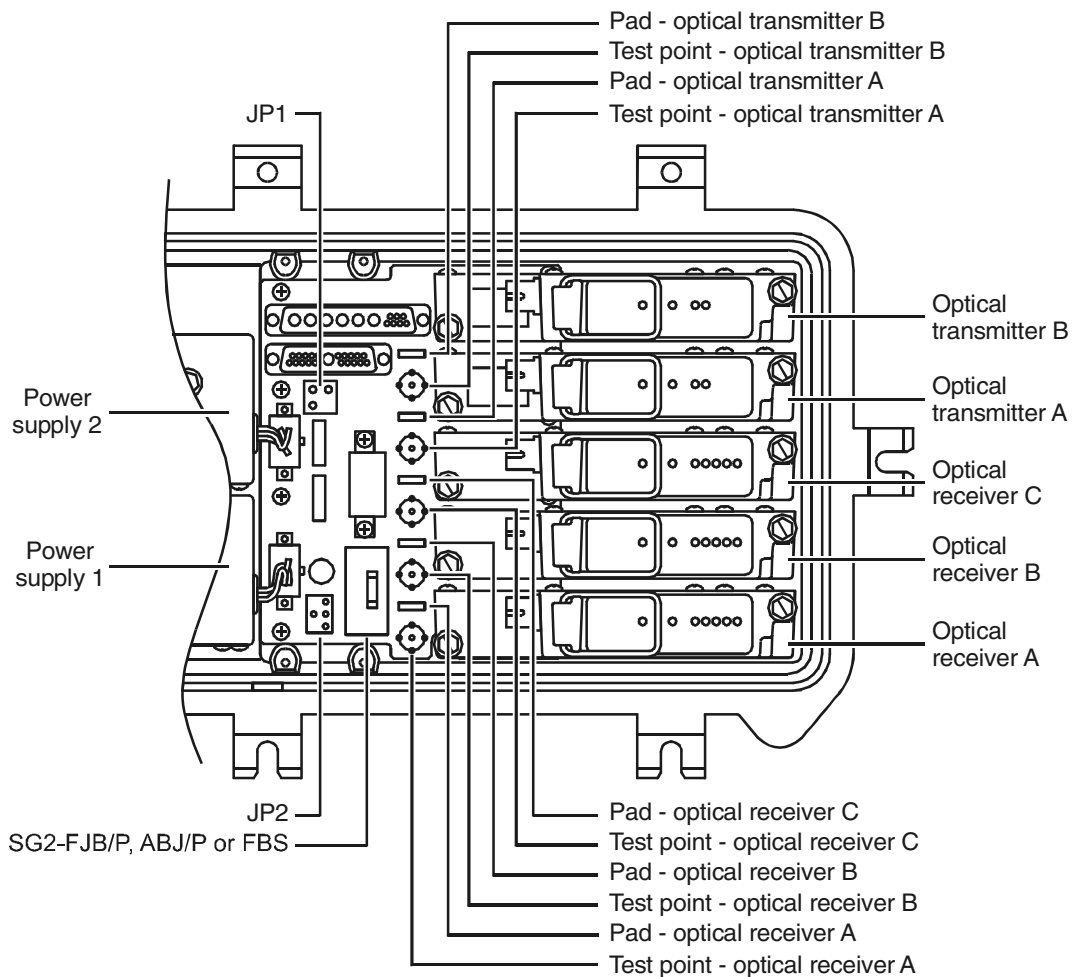 Pad - optical transmitter B
Test point - optical transmitter B
Pad - optical transmitter A
Test point - optical transmitter A
JP1
Optical
transmitter B
Optical
transmitter A
Power
supply 2
Optical
receiver C
Power
supply 1
Optical
receiver B
Optical
receiver A
JP2
SG2-FJB/P, ABJ/P or FBS
Pad - optical receiver C
Test point - optical receiver C
Pad - optical receiver B
Test point - optical receiver B
Pad - optical receiver A
Test point - optical receiver A